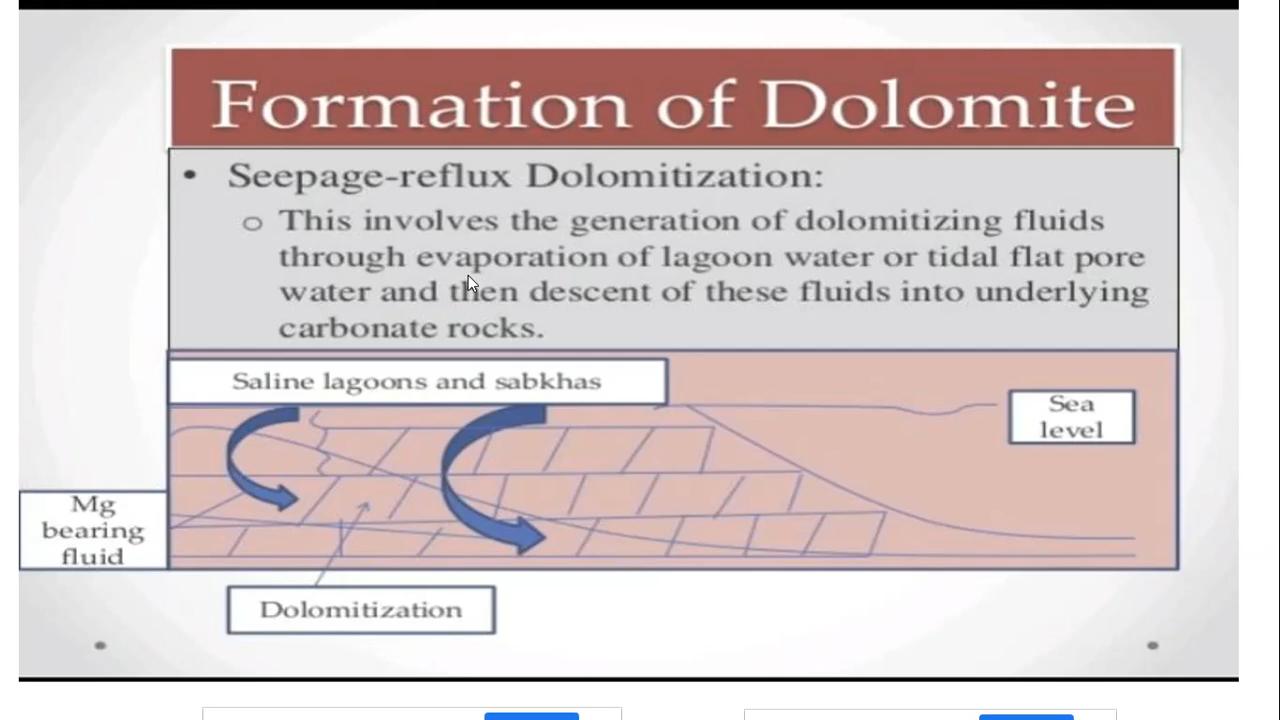 Formation of Dolomite
• Seepage-reflux Dolomitization:
o This involves the generation of dolomitizing fluids
through evaporation of lagoon water or tidal flat pore
water and then descent of these fluids into underlying
carbonate rocks.
Saline lagoons and sabkhas
Sea
level
Mg
bearing
fluid
Dolomitization